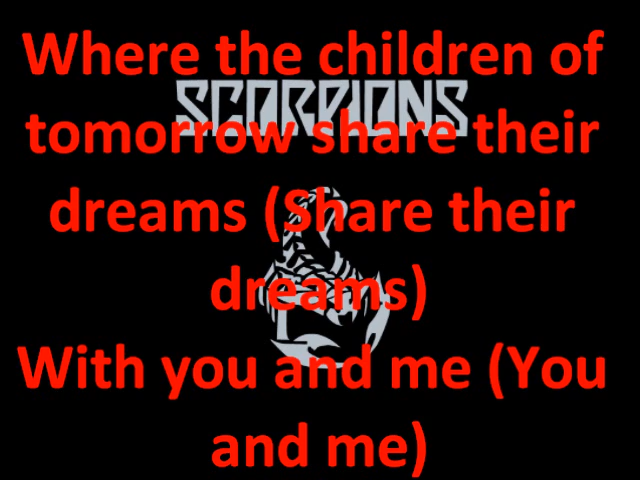 Where the children of
SCORPIONS
tomorrow share their
dreams (Share their
dreams)
With you and me (You
and me)